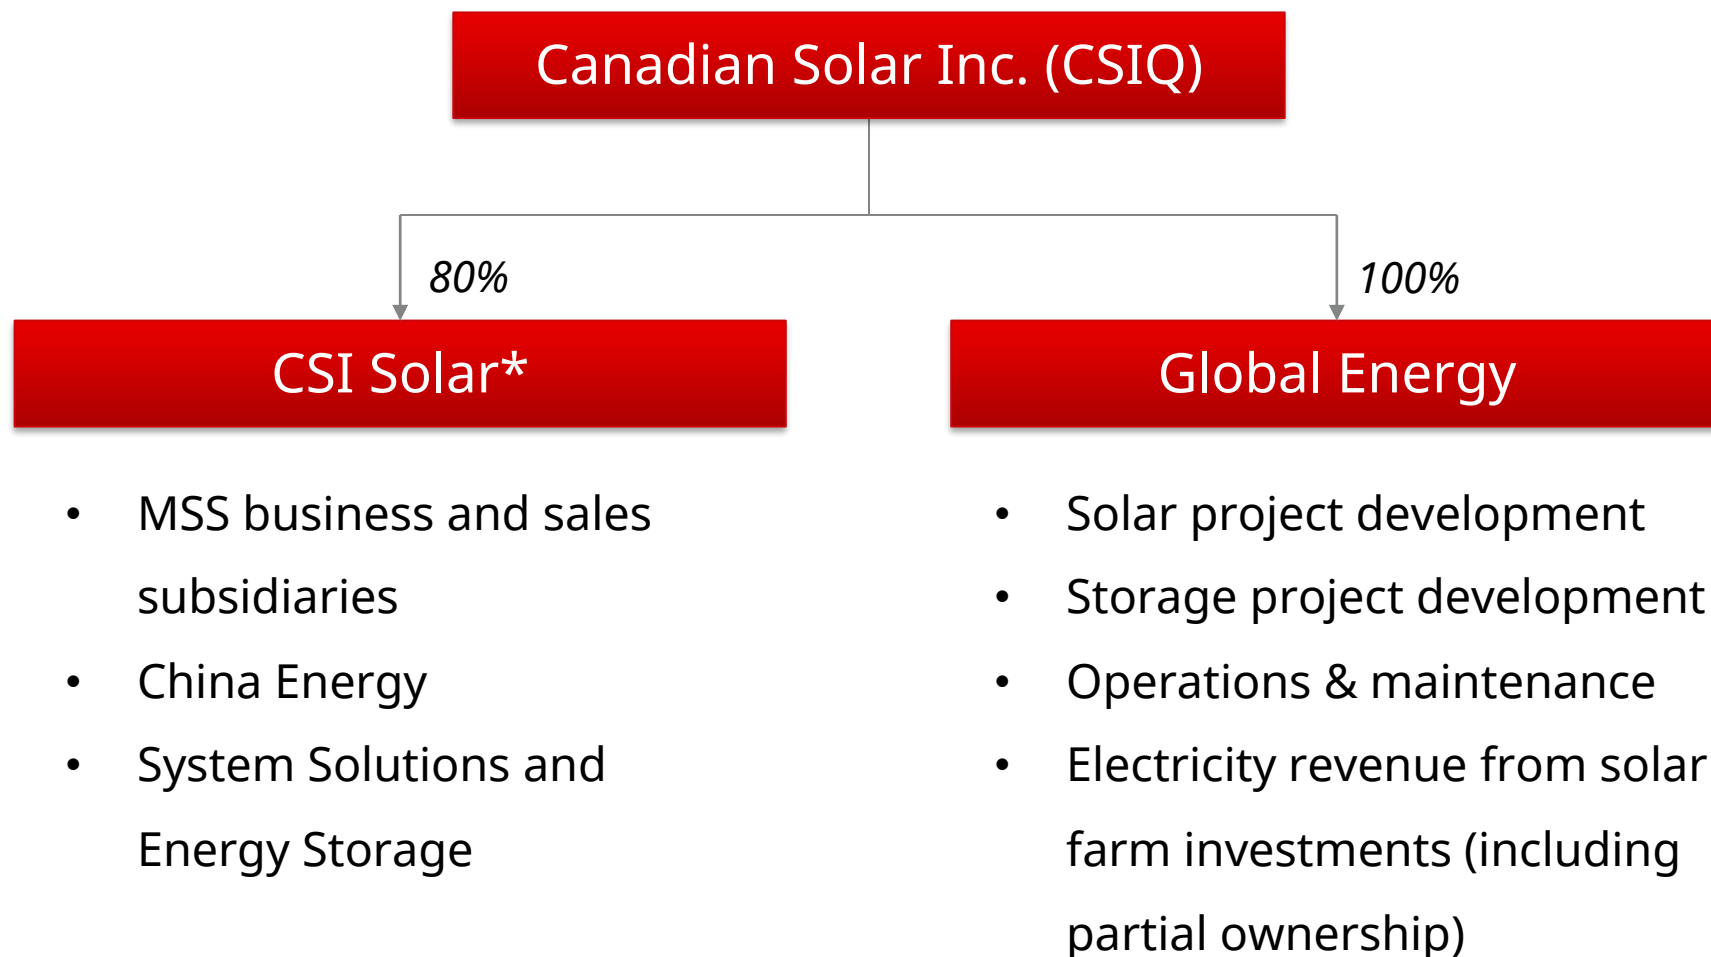 Canadian Solar Inc. (CSIQ)
80%
100%
CSI Solar*
Global Energy
• MSS business and sales
subsidiaries
• China Energy
• System Solutions and
Energy Storage
• Solar project development
• Storage project development
• Operations & maintenance
• Electricity revenue from solar
farm investments (including
partial ownership)